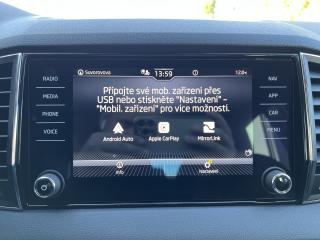 Suvorovova
13:59
12.0°C
RADIO
MEDIA
PHONE
VOICE
NAV
APP
CAR
MENU
Připojte své mob. zařízení přes
USB nebo stiskněte "Nastavení" –
"Mobil. zařízení" pro více možností.
Android Auto
Apple CarPlay
MirrorLink
Info
Nastavení